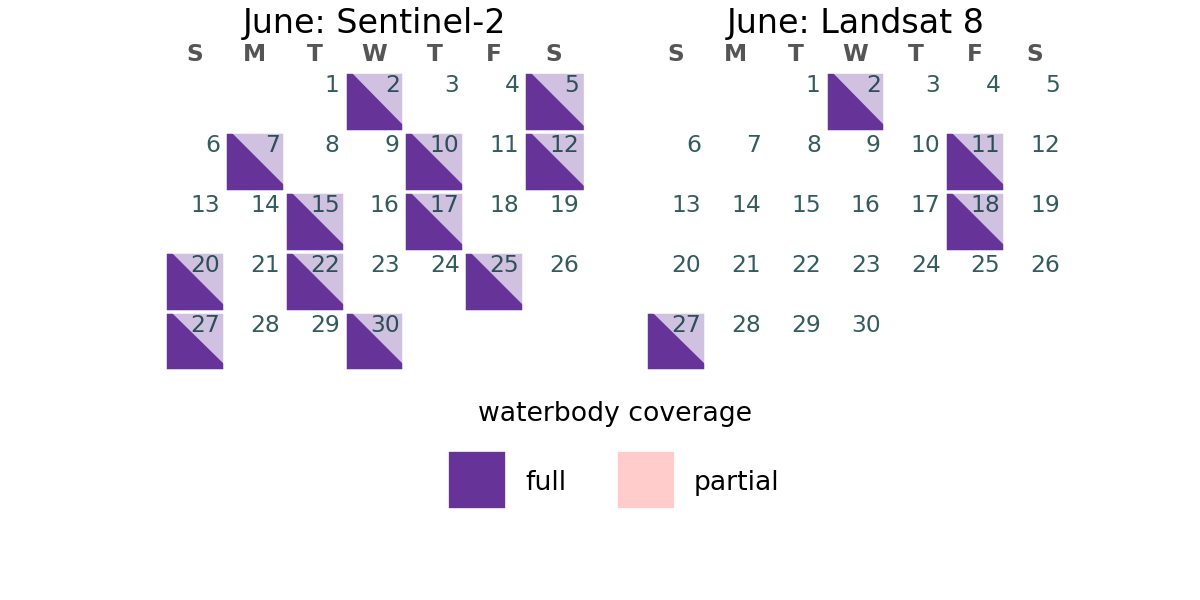 June: Sentinel-2
S M T W T F S
1 2 3 4 5
6 7 8 9 10 11 12
13 14 15 16 17 18 19
20 21 22 23 24 25 26
27 28 29 30
June: Landsat 8
S M T W T F S
1 2 3 4 5
6 7 8 9 10 11 12
13 14 15 16 17 18 19
20 21 22 23 24 25 26
27 28 29 30
waterbody coverage
full partial